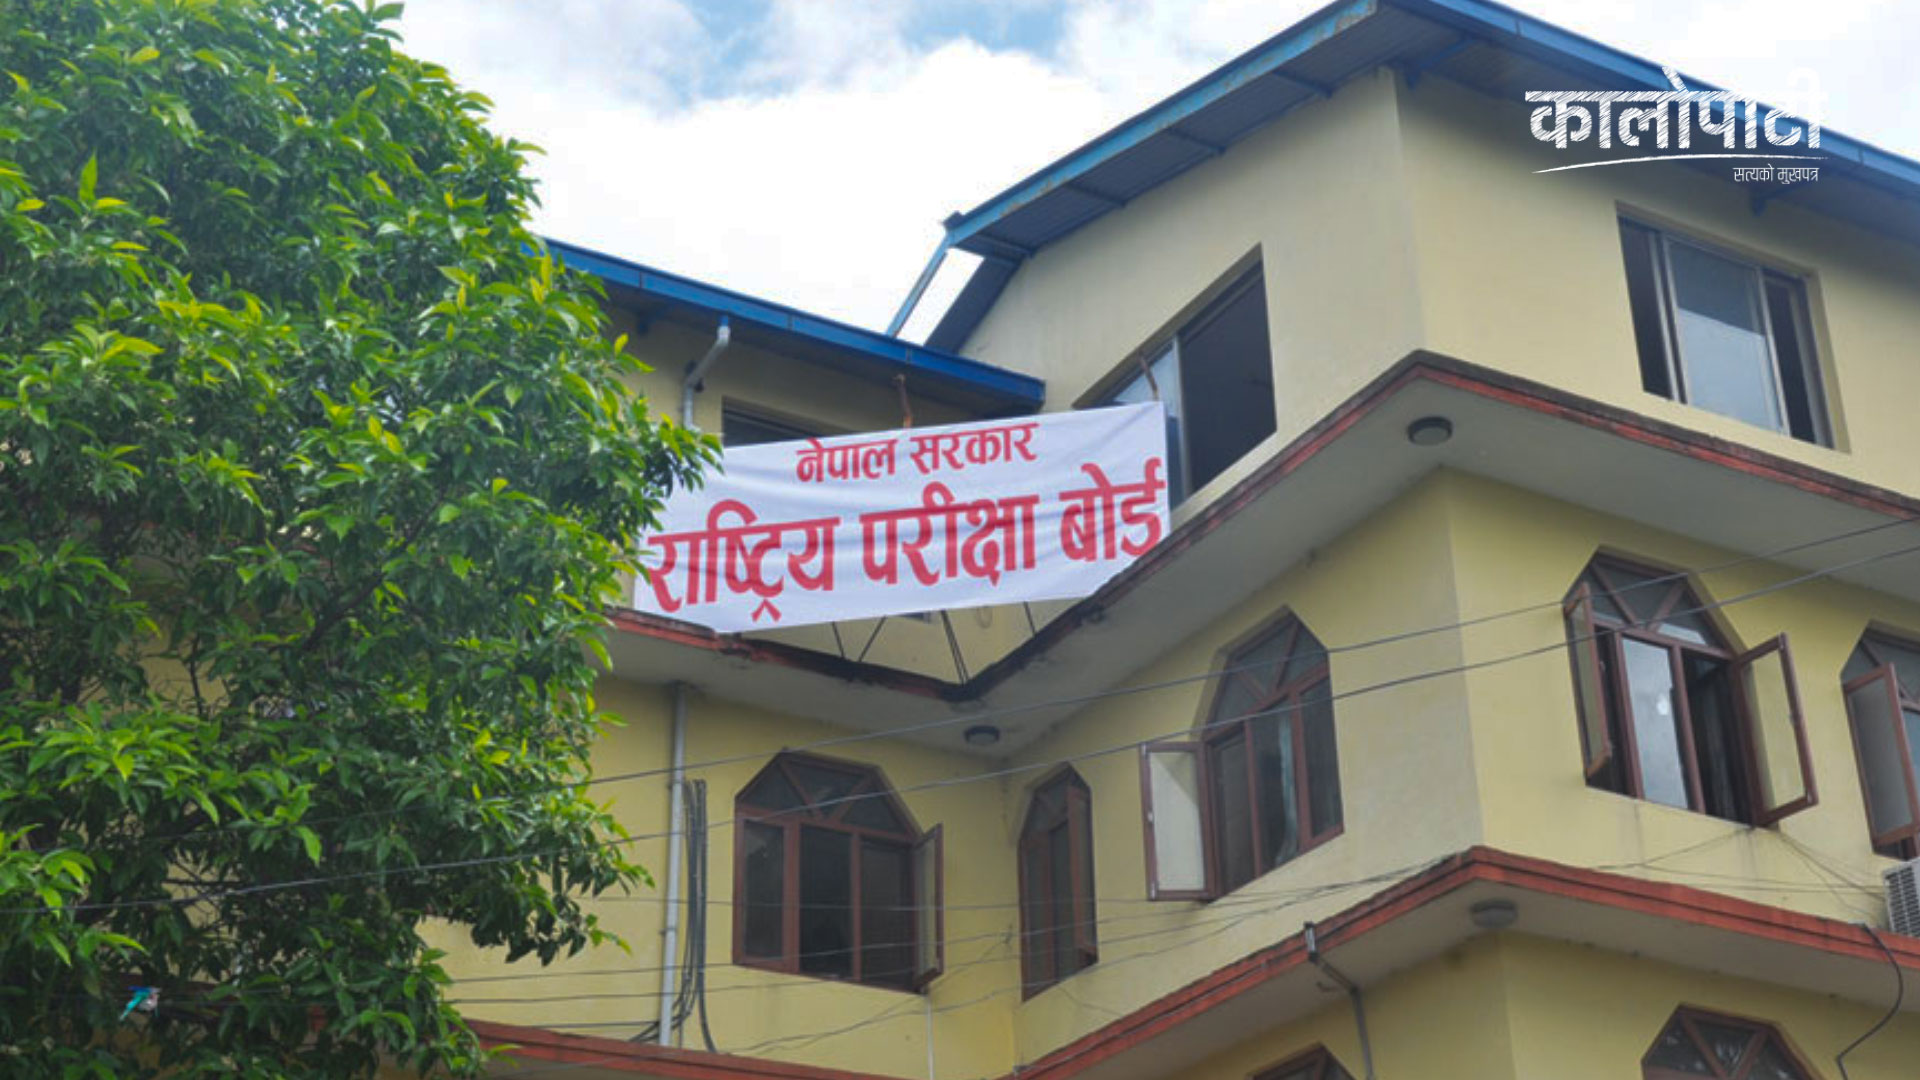 कालोपाटी
सत्यको मुखपत्र
नेपाल सरकार
राष्ट्रिय परीक्षा बोर्ड